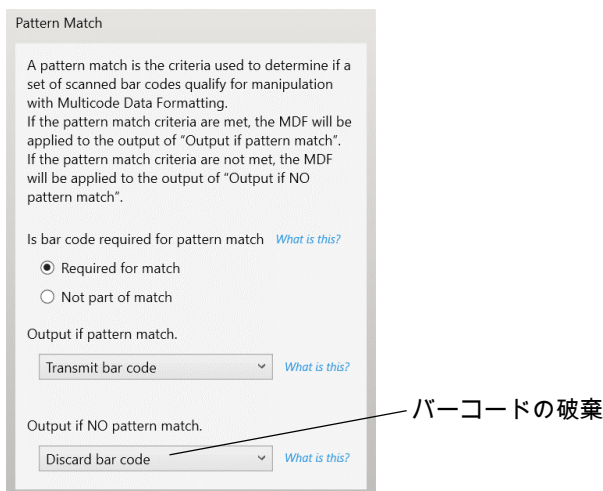 Pattern Match
A pattern match is the criteria used to determine if a
set of scanned bar codes qualify for manipulation
with Multicode Data Formatting.
If the pattern match criteria are met, the MDF will be
applied to the output of “Output if pattern match”.
If the pattern match criteria are not met, the MDF
will be applied to the output of “Output if NO
pattern match”.
Is bar code required for pattern match What is this?
Required for match
Not part of match
Output if pattern match.
Transmit bar code What is this?
Output if NO pattern match.
バーコードの破棄
Discard bar code What is this?